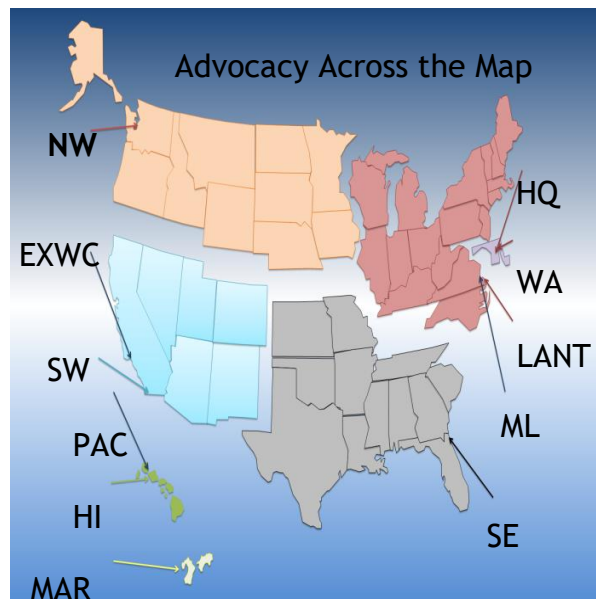 Advocacy Across the Map
NW
HQ
EXWC
WA
LANT
SW
ML
PAC
HI
SE
MAR